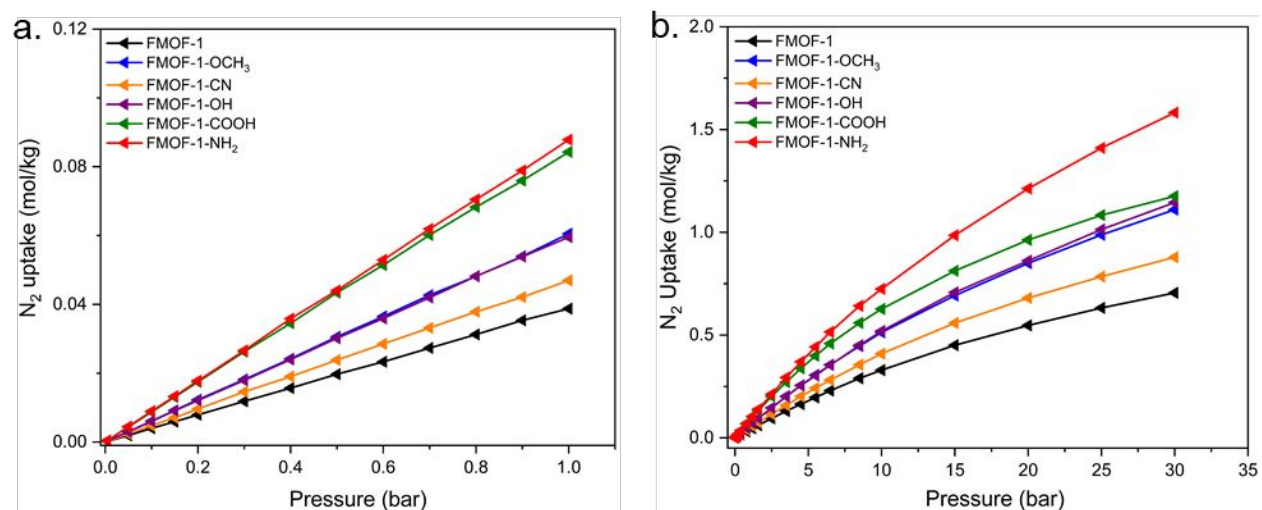 a.
N₂ uptake (mol/kg)
0.12
0.08
0.04
0.00
FMOF-1
FMOF-1-OCH₃
FMOF-1-CN
FMOF-1-OH
FMOF-1-COOH
FMOF-1-NH₂
0.0 0.2 0.4 0.6 0.8 1.0
Pressure (bar)
b.
N₂ Uptake (mol/kg)
2.0
1.5
1.0
0.5
0.0
FMOF-1
FMOF-1-OCH₃
FMOF-1-CN
FMOF-1-OH
FMOF-1-COOH
FMOF-1-NH₂
0 5 10 15 20 25 30 35
Pressure (bar)